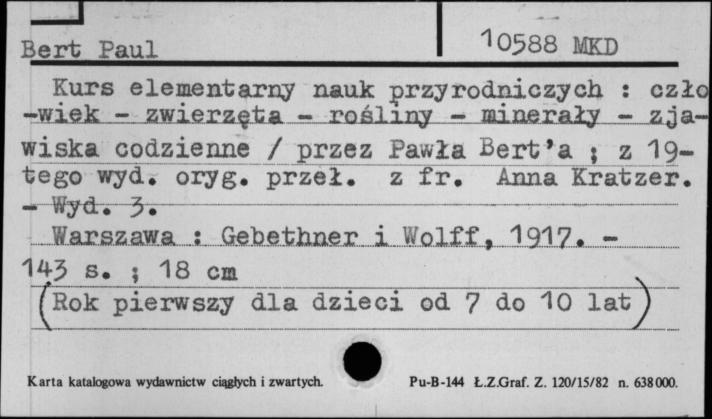 Bert Paul
10588 MKD
Kurs elementarny nauk przyrodniczych : czło
-wiek - zwierzęta - rośliny - minerały - zja-
wiska codzienne / przez Pawła Bert'a ; z 19-
tego wyd. oryg. przeł. z fr. Anna Kratzer.
- Wyd. 3.
Warszawa : Gebethner i Wolff, 1917. -
143 s. ; 18 cm
(Rok pierwszy dla dzieci od 7 do 10 lat)
Karta katalogowa wydawnictw ciągłych i zwartych.
Pu-B-144 Ł.Z.Graf. Z. 120/15/82 n. 638000.